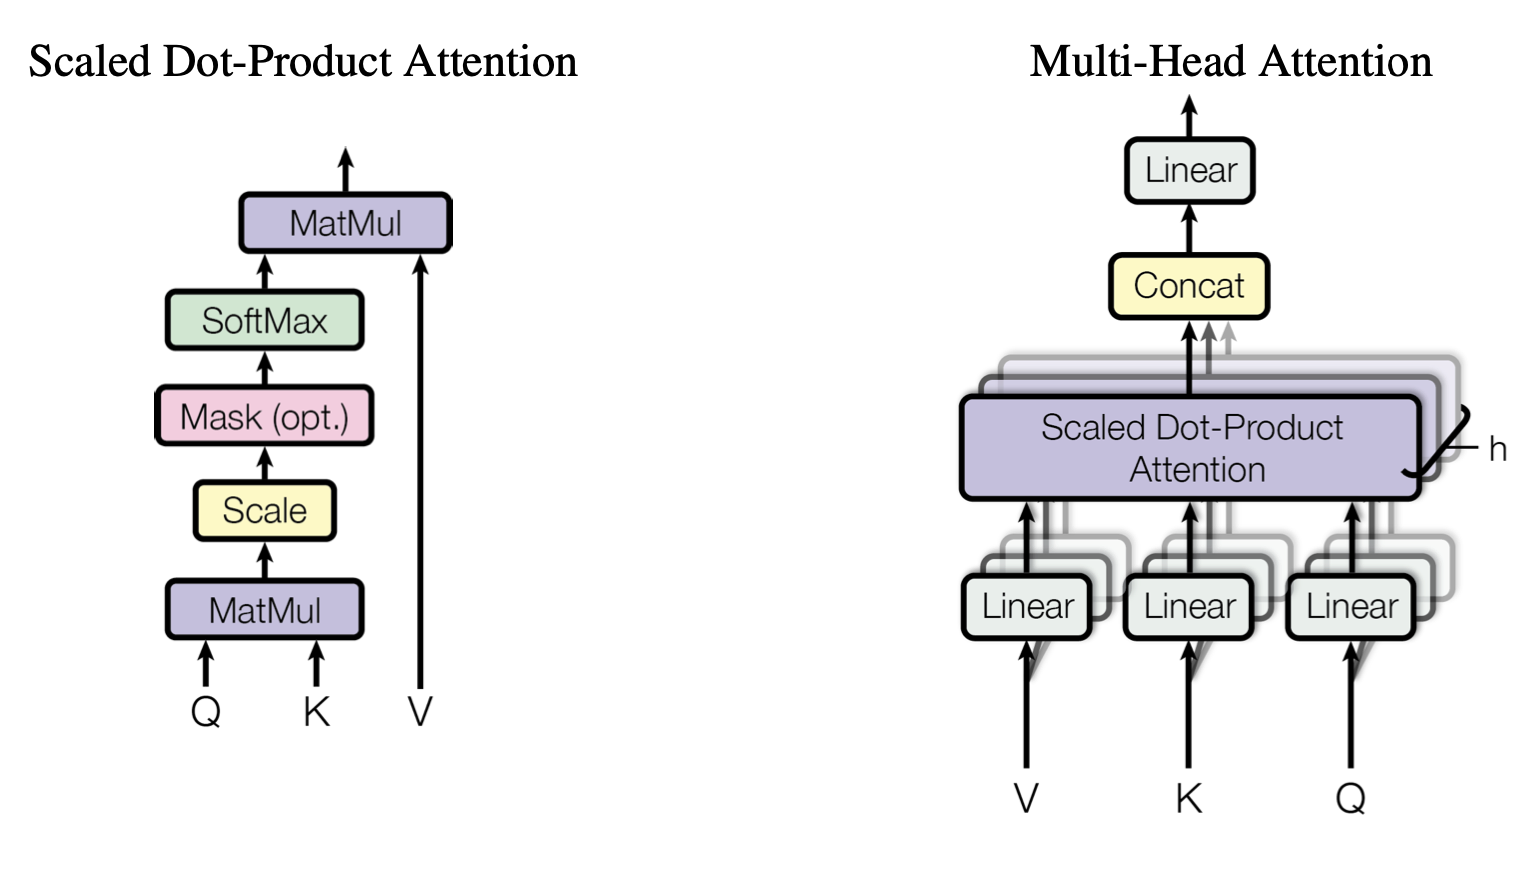 Scaled Dot-Product Attention
MatMul
SoftMax
Mask (opt.)
Scale
MatMul
Q K V
Multi-Head Attention
Linear
Concat
Scaled Dot-Product
Attention
h
Linear Linear Linear
V K Q